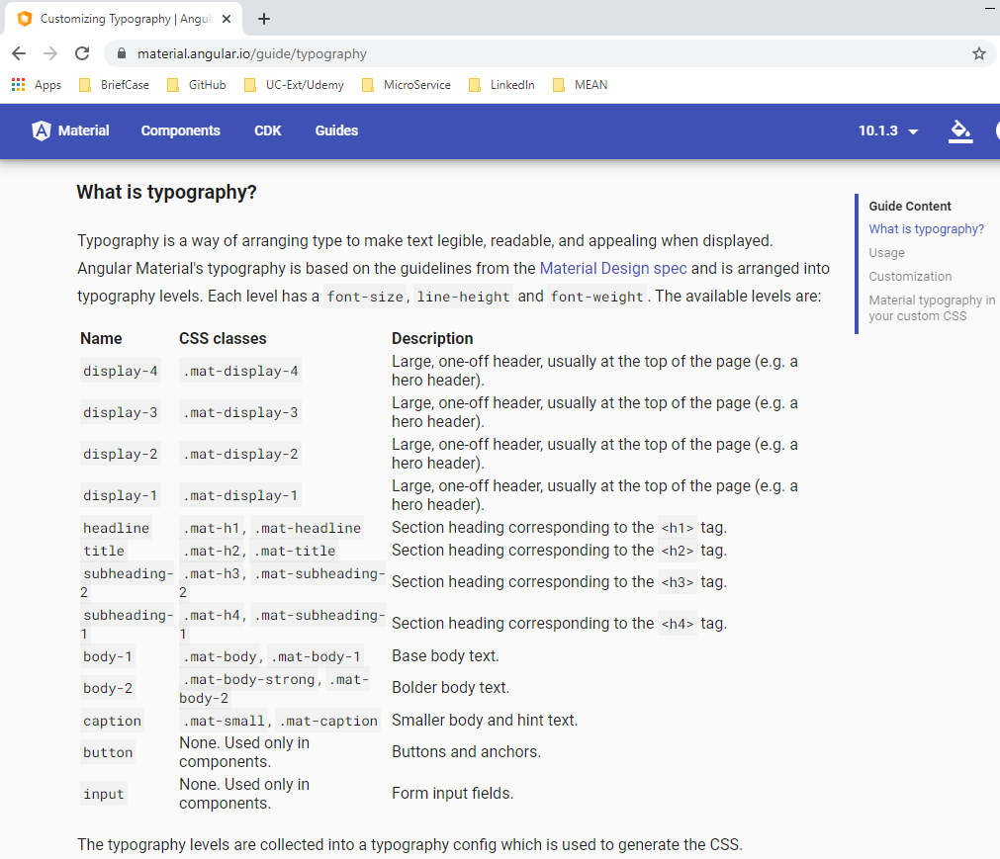 Customizing Typography | Angul
material.angular.io/guide/typography
Apps BriefCase GitHub UC-Ext/Udemy MicroService LinkedIn MEAN
Material Components CDK Guides 10.1.3
What is typography?
Typography is a way of arranging type to make text legible, readable, and appealing when displayed.
Angular Material's typography is based on the guidelines from the Material Design spec and is arranged into
typography levels. Each level has a font-size, line-height and font-weight. The available levels are:
Name CSS classes Description
display-4 .mat-display-4 Large, one-off header, usually at the top of the page (e.g. a
hero header).
display-3 .mat-display-3 Large, one-off header, usually at the top of the page (e.g. a
hero header).
display-2 .mat-display-2 Large, one-off header, usually at the top of the page (e.g. a
hero header).
display-1 .mat-display-1 Large, one-off header, usually at the top of the page (e.g. a
hero header).
headline .mat-h1, .mat-headline Section heading corresponding to the <h1> tag.
title .mat-h2, .mat-title Section heading corresponding to the <h2> tag.
subheading- .mat-h3, .mat-subheading- Section heading corresponding to the <h3> tag.
2 2
subheading- .mat-h4, .mat-subheading- Section heading corresponding to the <h4> tag.
1 1
body-1 .mat-body, .mat-body-1 Base body text.
body-2 .mat-body-strong, .mat- Bolder body text.
body-2
caption .mat-small, .mat-caption Smaller body and hint text.
button None. Used only in Buttons and anchors.
components.
input None. Used only in Form input fields.
components.
The typography levels are collected into a typography config which is used to generate the CSS.
Guide Content
What is typography?
Usage
Customization
Material typography in
your custom CSS